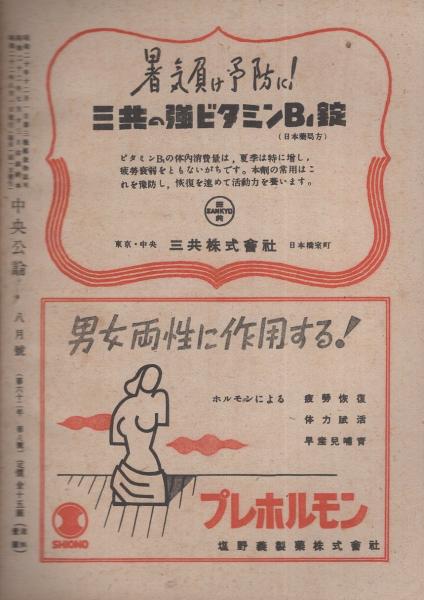 暑気負け予防に!
三共の強ビタミンB₁錠
(日本薬局方)
ビタミンB₁の体内消費量は，夏季は特に増し，
疲勞衰弱をともないがちです。本劑の常用はこ
れを豫防し，恢復を速めて活動力を養います。
三
SANKYO
共
東京・中央 三共株式會社 日本橋室町
男女両性に作用する!
ホルモンによる
疲勞恢復
体力賦活
早産兒哺育
プレホルモン
塩野義製藥株式會社
SHIONO
中央公論
八月號